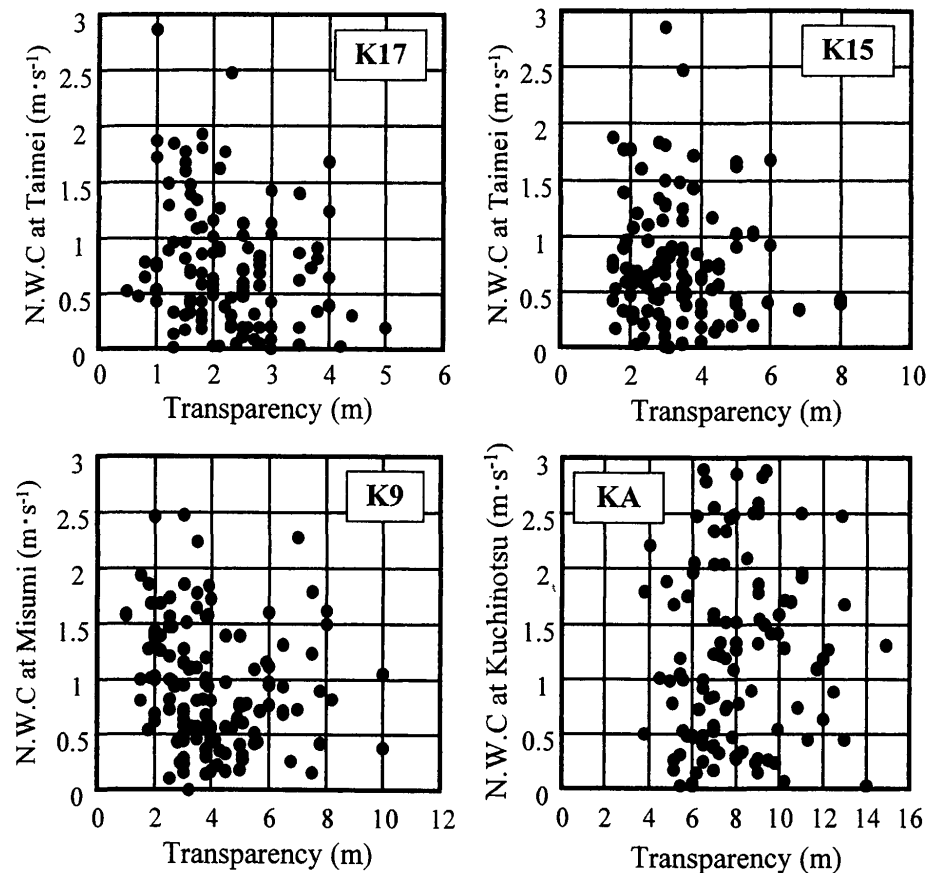 K17
N.W.C at Taimei (m·s⁻¹)
3
2.5
2
1.5
1
0.5
0
0 1 2 3 4 5 6
Transparency (m)
K15
N.W.C at Taimei (m·s⁻¹)
3
2.5
2
1.5
1
0.5
0
0 2 4 6 8 10
Transparency (m)
K9
N.W.C at Misumi (m·s⁻¹)
3
2.5
2
1.5
1
0.5
0
0 2 4 6 8 10 12
Transparency (m)
KA
N.W.C at Kuchinotsu (m·s⁻¹)
3
2.5
2
1.5
1
0.5
0
0 2 4 6 8 10 12 14 16
Transparency (m)